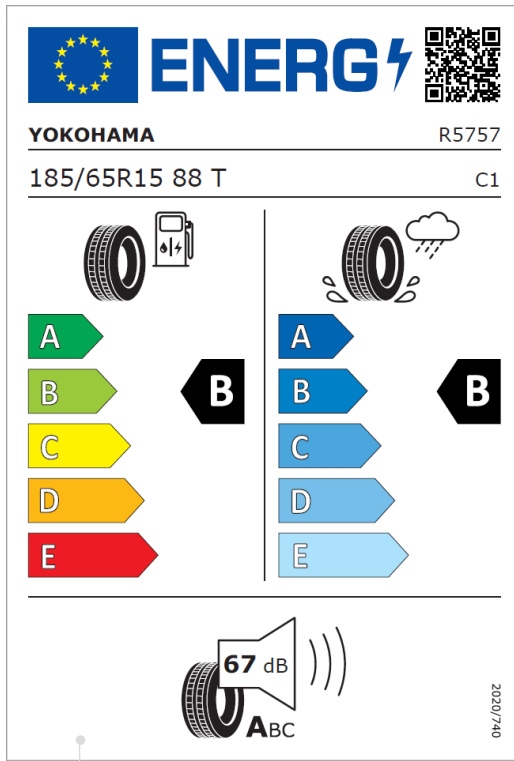 ENERG
YOKOHAMA R5757
185/65R15 88 T C1
A A
B B B B
C C
D D
E E
67 dB
ABC
2020/740